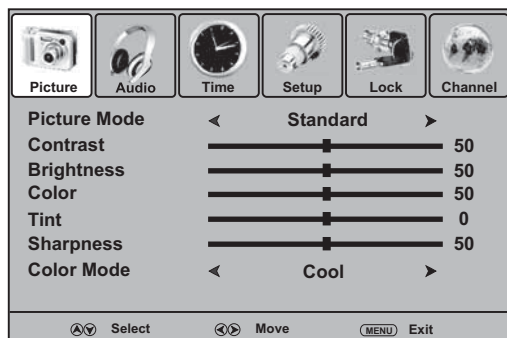 Picture Audio Time Setup Lock Channel
Picture Mode Standard
Contrast 50
Brightness 50
Color 50
Tint 0
Sharpness 50
Color Mode Cool
Select Move MENU Exit